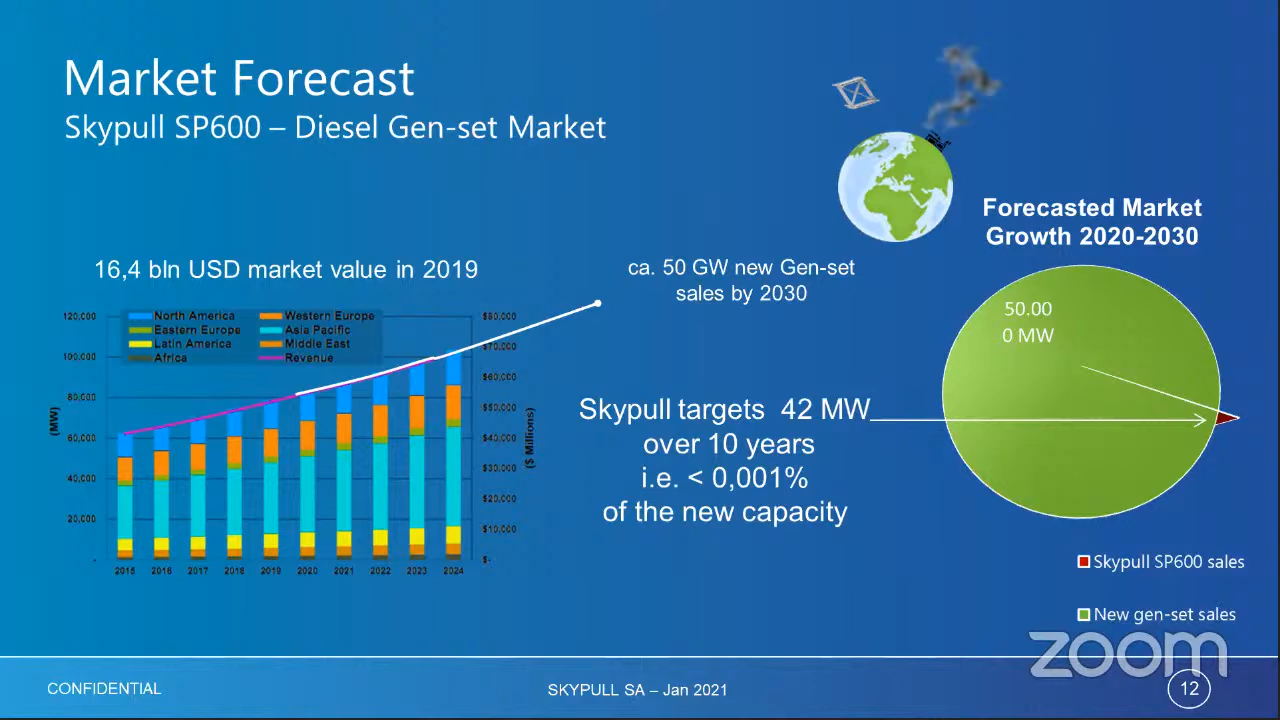 Market Forecast
Skypull SP600 – Diesel Gen-set Market
Forecasted Market
Growth 2020-2030
16,4 bln USD market value in 2019
ca. 50 GW new Gen-set
sales by 2030
North America
Western Europe
Eastern Europe
Asia Pacific
Latin America
Middle East
Africa
Revenue
(MW)
120,000
100,000
80,000
60,000
40,000
20,000
-
($ Millions)
$80,000
$70,000
$60,000
$50,000
$40,000
$30,000
$20,000
$10,000
$-
2015 2016 2017 2018 2019 2020 2021 2022 2023 2024
Skypull targets 42 MW
over 10 years
i.e. < 0,001%
of the new capacity
50.00
0 MW
Skypull SP600 sales
New gen-set sales
zoom
CONFIDENTIAL
SKYPULL SA – Jan 2021
12